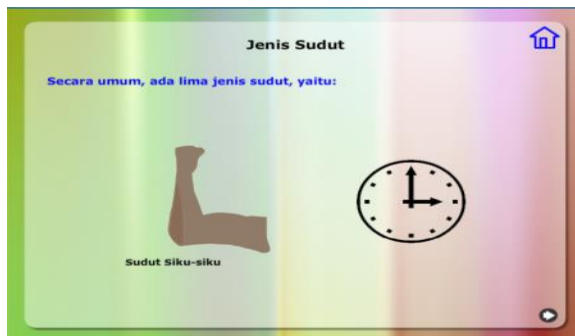 Jenis Sudut
Secara umum, ada lima jenis sudut, yaitu:
Sudut Siku-siku